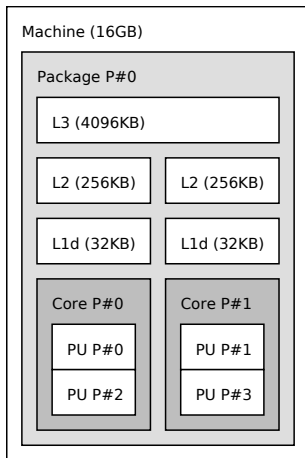 Machine (16GB)
Package P#0
L3 (4096KB)
L2 (256KB) L2 (256KB)
L1d (32KB) L1d (32KB)
Core P#0 Core P#1
PU P#0 PU P#1
PU P#2 PU P#3